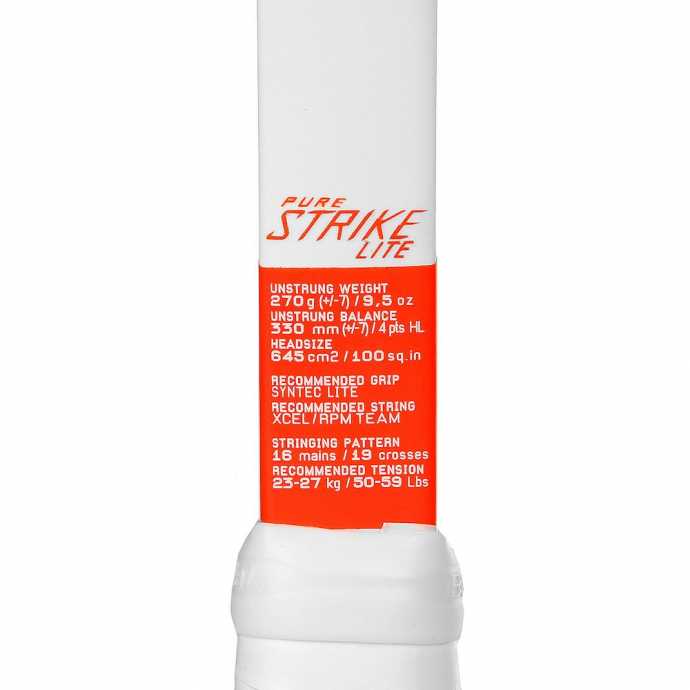 PURE
STRIKE
LITE
UNSTRUNG WEIGHT
270 g (+/-7) / 9,5 oz
UNSTRUNG BALANCE
330 mm (+/-7) / 4 pts HL
HEADSIZE
645 cm2 / 100 sq.in
RECOMMENDED GRIP
SYNTEC LITE
RECOMMENDED STRING
XCEL / RPM TEAM
STRINGING PATTERN
16 mains / 19 crosses
RECOMMENDED TENSION
23-27 kg / 50-59 Lbs